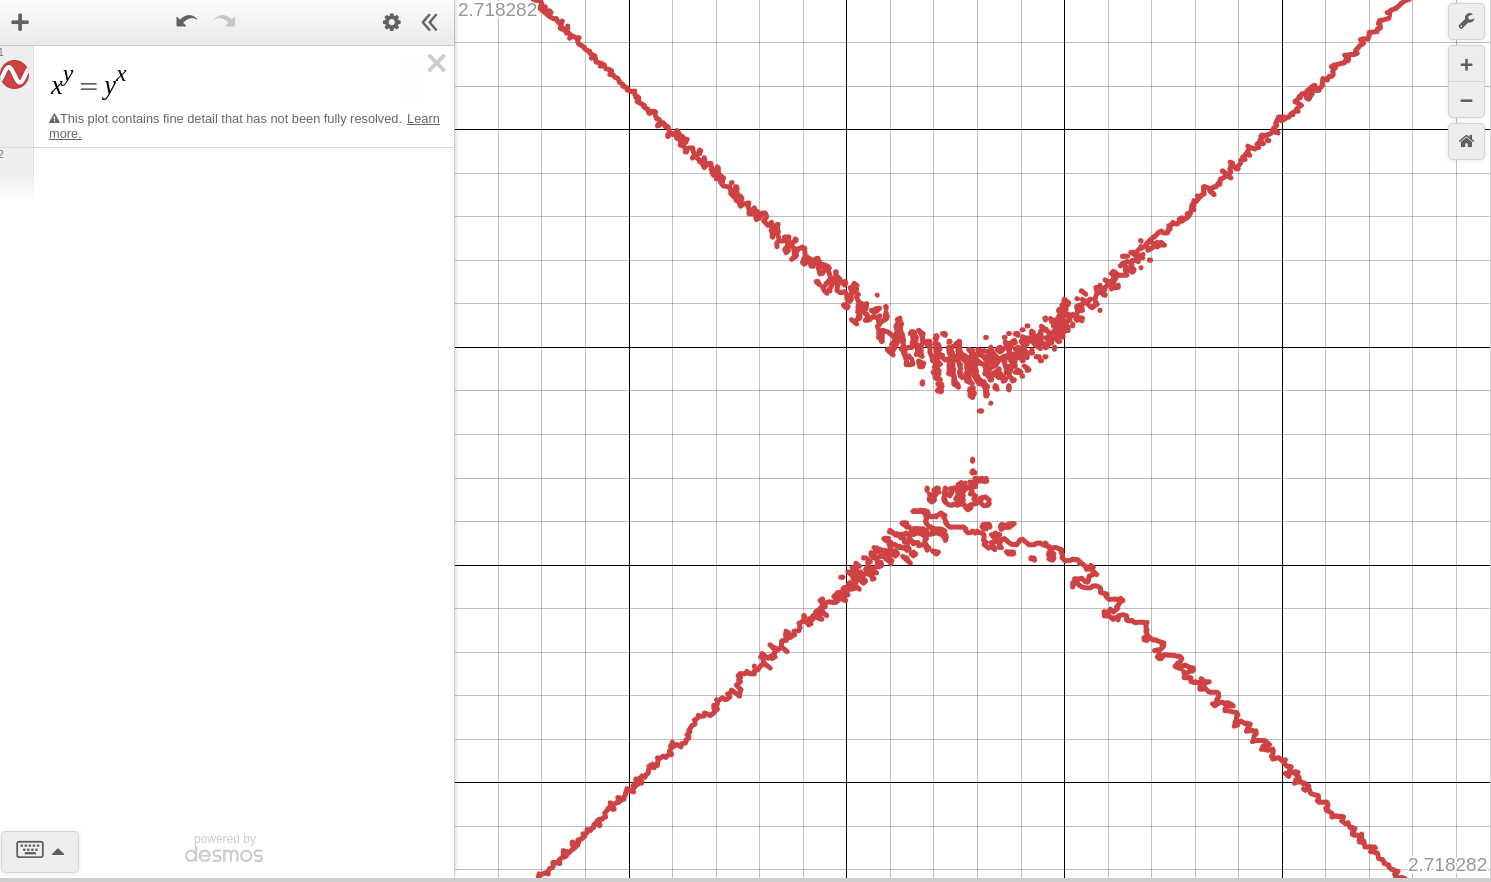 2.718282
1
x^y = y^x
This plot contains fine detail that has not been fully resolved. Learn
more.
2
powered by
desmos
2.718282